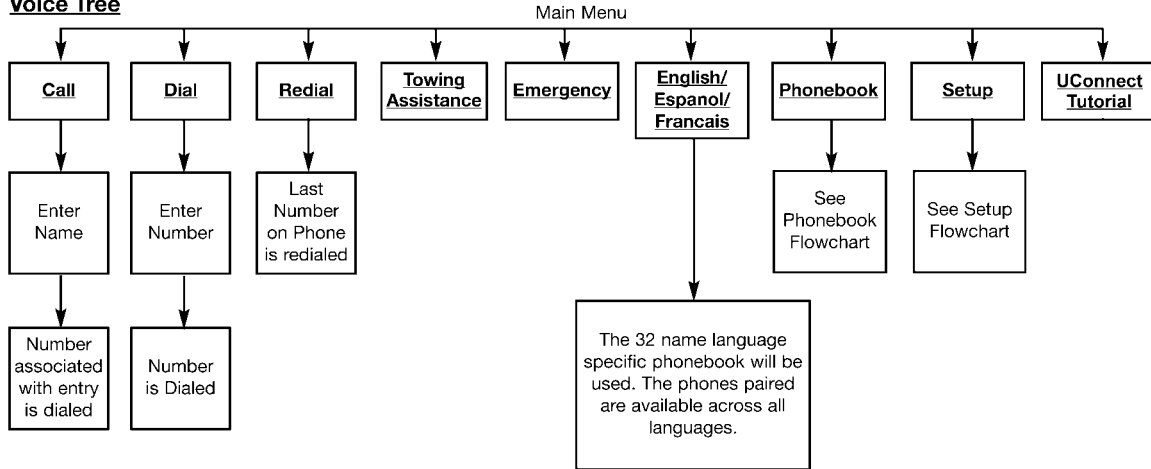 Voice Tree
Main Menu
Call
Dial
Redial
Towing
Assistance
Emergency
English/
Espanol/
Francais
Phonebook
Setup
UConnect
Tutorial
Enter
Name
Enter
Number
Last
Number
on Phone
is redialed
See
Phonebook
Flowchart
See Setup
Flowchart
Number
associated
with entry
is dialed
Number
is Dialed
The 32 name language
specific phonebook will be
used. The phones paired
are available across all
languages.